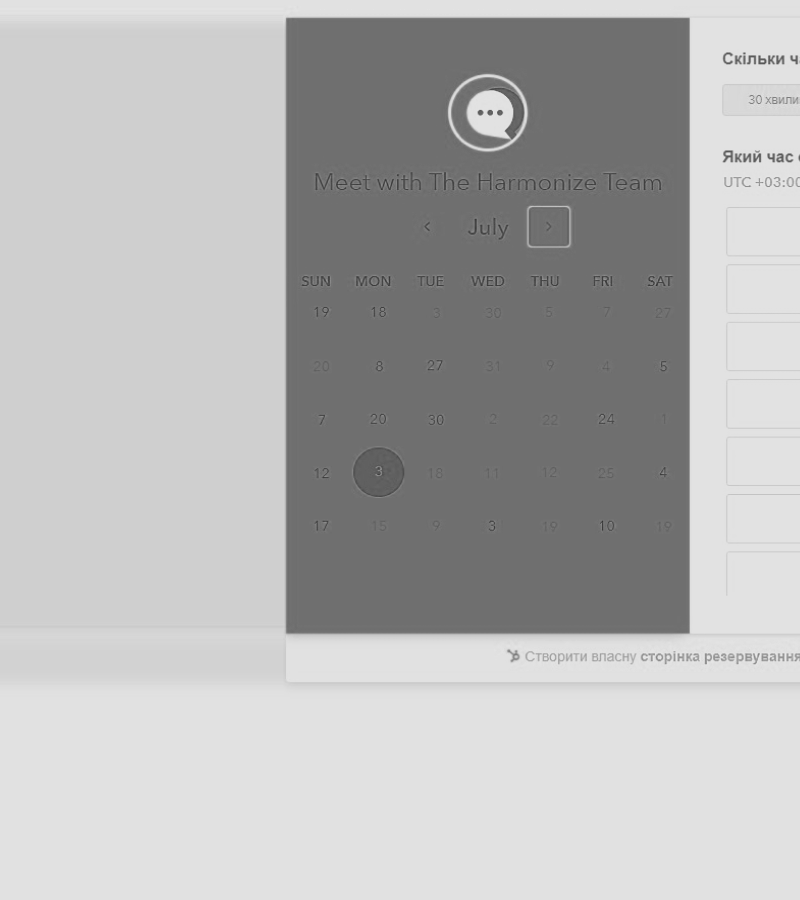 Meet with The Harmonize Team
July
SUN MON TUE WED THU FRI SAT
19 18 3 30 5 7 27
20 8 27 31 9 4 5
7 20 30 2 22 24 1
12 3 18 11 12 25 4
17 15 9 3 19 10 19
Скільки
30
Який час
UTC +03:00
Створити власну сторінка резервування